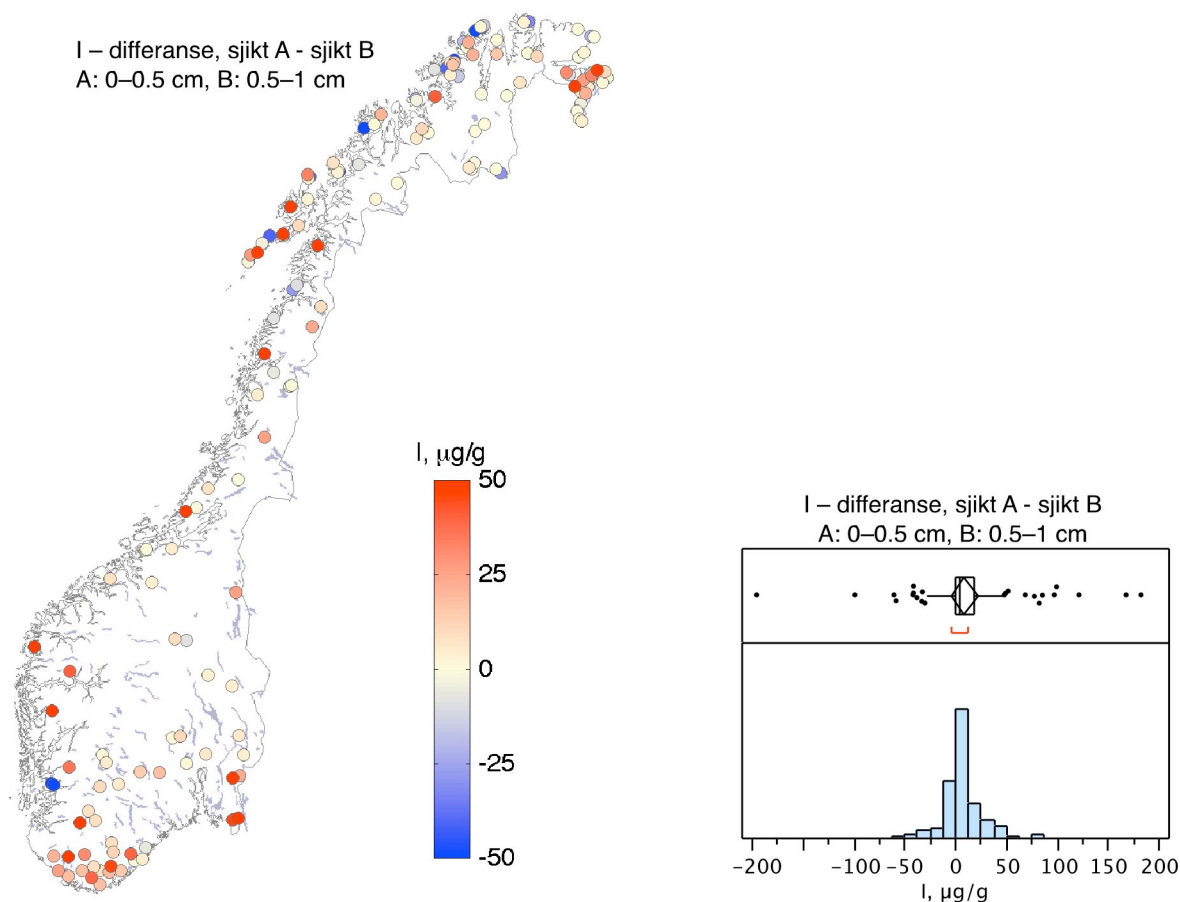 I – differanse, sjikt A - sjikt B
A: 0–0.5 cm, B: 0.5–1 cm
I, µg/g
50
25
0
-25
-50
I – differanse, sjikt A - sjikt B
A: 0–0.5 cm, B: 0.5–1 cm
−200 −100 −50 0 50 100 150 200
I, µg/g